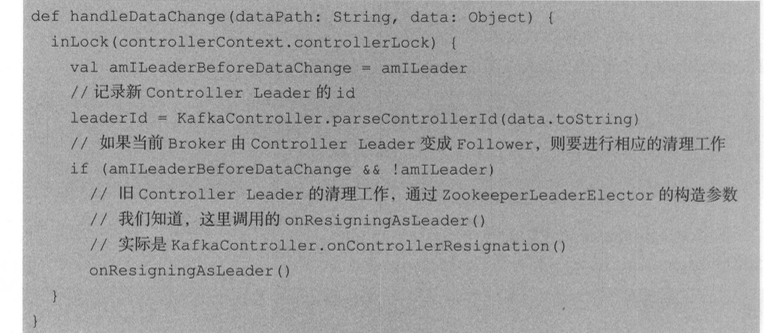 def handleDataChange(dataPath: String, data: Object) {
  inLock(controllerContext.controllerLock) {
    val amILeaderBeforeDataChange = amILeader
    // 记录新 Controller Leader 的 id
    leaderId = KafkaController.parseControllerId(data.toString)
    // 如果当前 Broker 由 Controller Leader 变成 Follower，则要进行相应的清理工作
    if (amILeaderBeforeDataChange && !amILeader)
      // 旧 Controller Leader 的清理工作，通过 ZookeeperLeaderElector 的构造参数
      // 我们知道，这里调用的 onResigningAsLeader()
      // 实际是 KafkaController.onControllerResignation()
      onResigningAsLeader()
  }
}